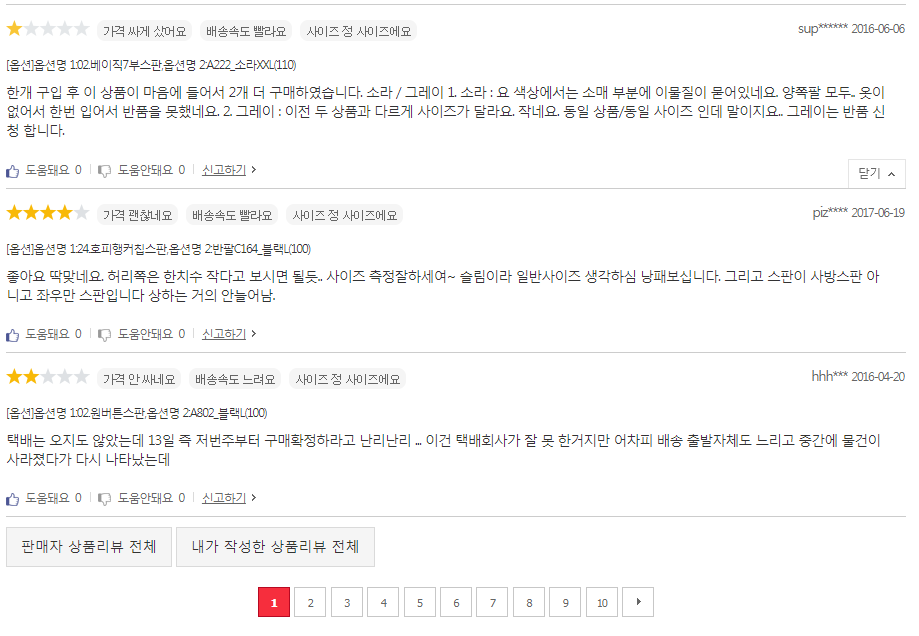 가격 싸게 샀어요 배송속도 빨라요 사이즈 정 사이즈에요 sup****** 2016-06-06
[옵션]옵션명 1:02.베이직7부스판,옵션명 2:A222_소라XXL(110)
한개 구입 후 이 상품이 마음에 들어서 2개 더 구매하였습니다. 소라 / 그레이 1. 소라 : 요 색상에서는 소매 부분에 이물질이 묻어있네요. 양쪽팔 모두.. 옷이
없어서 한번 입어서 반품을 못했네요. 2. 그레이 : 이전 두 상품과 다르게 사이즈가 달라요. 작네요. 동일 상품/동일 사이즈 인데 말이지요.. 그레이는 반품 신
청 합니다.
도움돼요 0 도움안돼요 0 신고하기 닫기
가격 괜찮네요 배송속도 빨라요 사이즈 정 사이즈에요 piz**** 2017-06-19
[옵션]옵션명 1:24.호피행커칩스판,옵션명 2:반팔C164_블랙L(100)
좋아요 딱맞네요. 허리쪽은 한치수 작다고 보시면 될듯.. 사이즈 측정잘하세여~ 슬림이라 일반사이즈 생각하심 낭패보십니다. 그리고 스판이 사방스판 아
니고 좌우만 스판입니다 상하는 거의 안늘어남.
도움돼요 0 도움안돼요 0 신고하기
가격 안 싸네요 배송속도 느려요 사이즈 정 사이즈에요 hhh*** 2016-04-20
[옵션]옵션명 1:02.원버튼스판,옵션명 2:A802_블랙L(100)
택배는 오지도 않았는데 13일 즉 저번주부터 구매확정하라고 난리난리 ... 이건 택배회사가 잘 못 한거지만 어차피 배송 출발자체도 느리고 중간에 물건이
사라졌다가 다시 나타났는데
도움돼요 0 도움안돼요 0 신고하기
판매자 상품리뷰 전체 내가 작성한 상품리뷰 전체
1 2 3 4 5 6 7 8 9 10